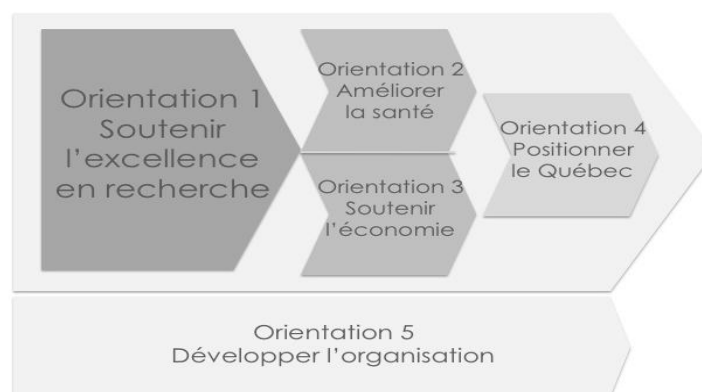 Orientation 1
Soutenir
l'excellence
en recherche
Orientation 2
Améliorer
la santé
Orientation 3
Soutenir
l'économie
Orientation 4
Positionner
le Québec
Orientation 5
Développer l'organisation